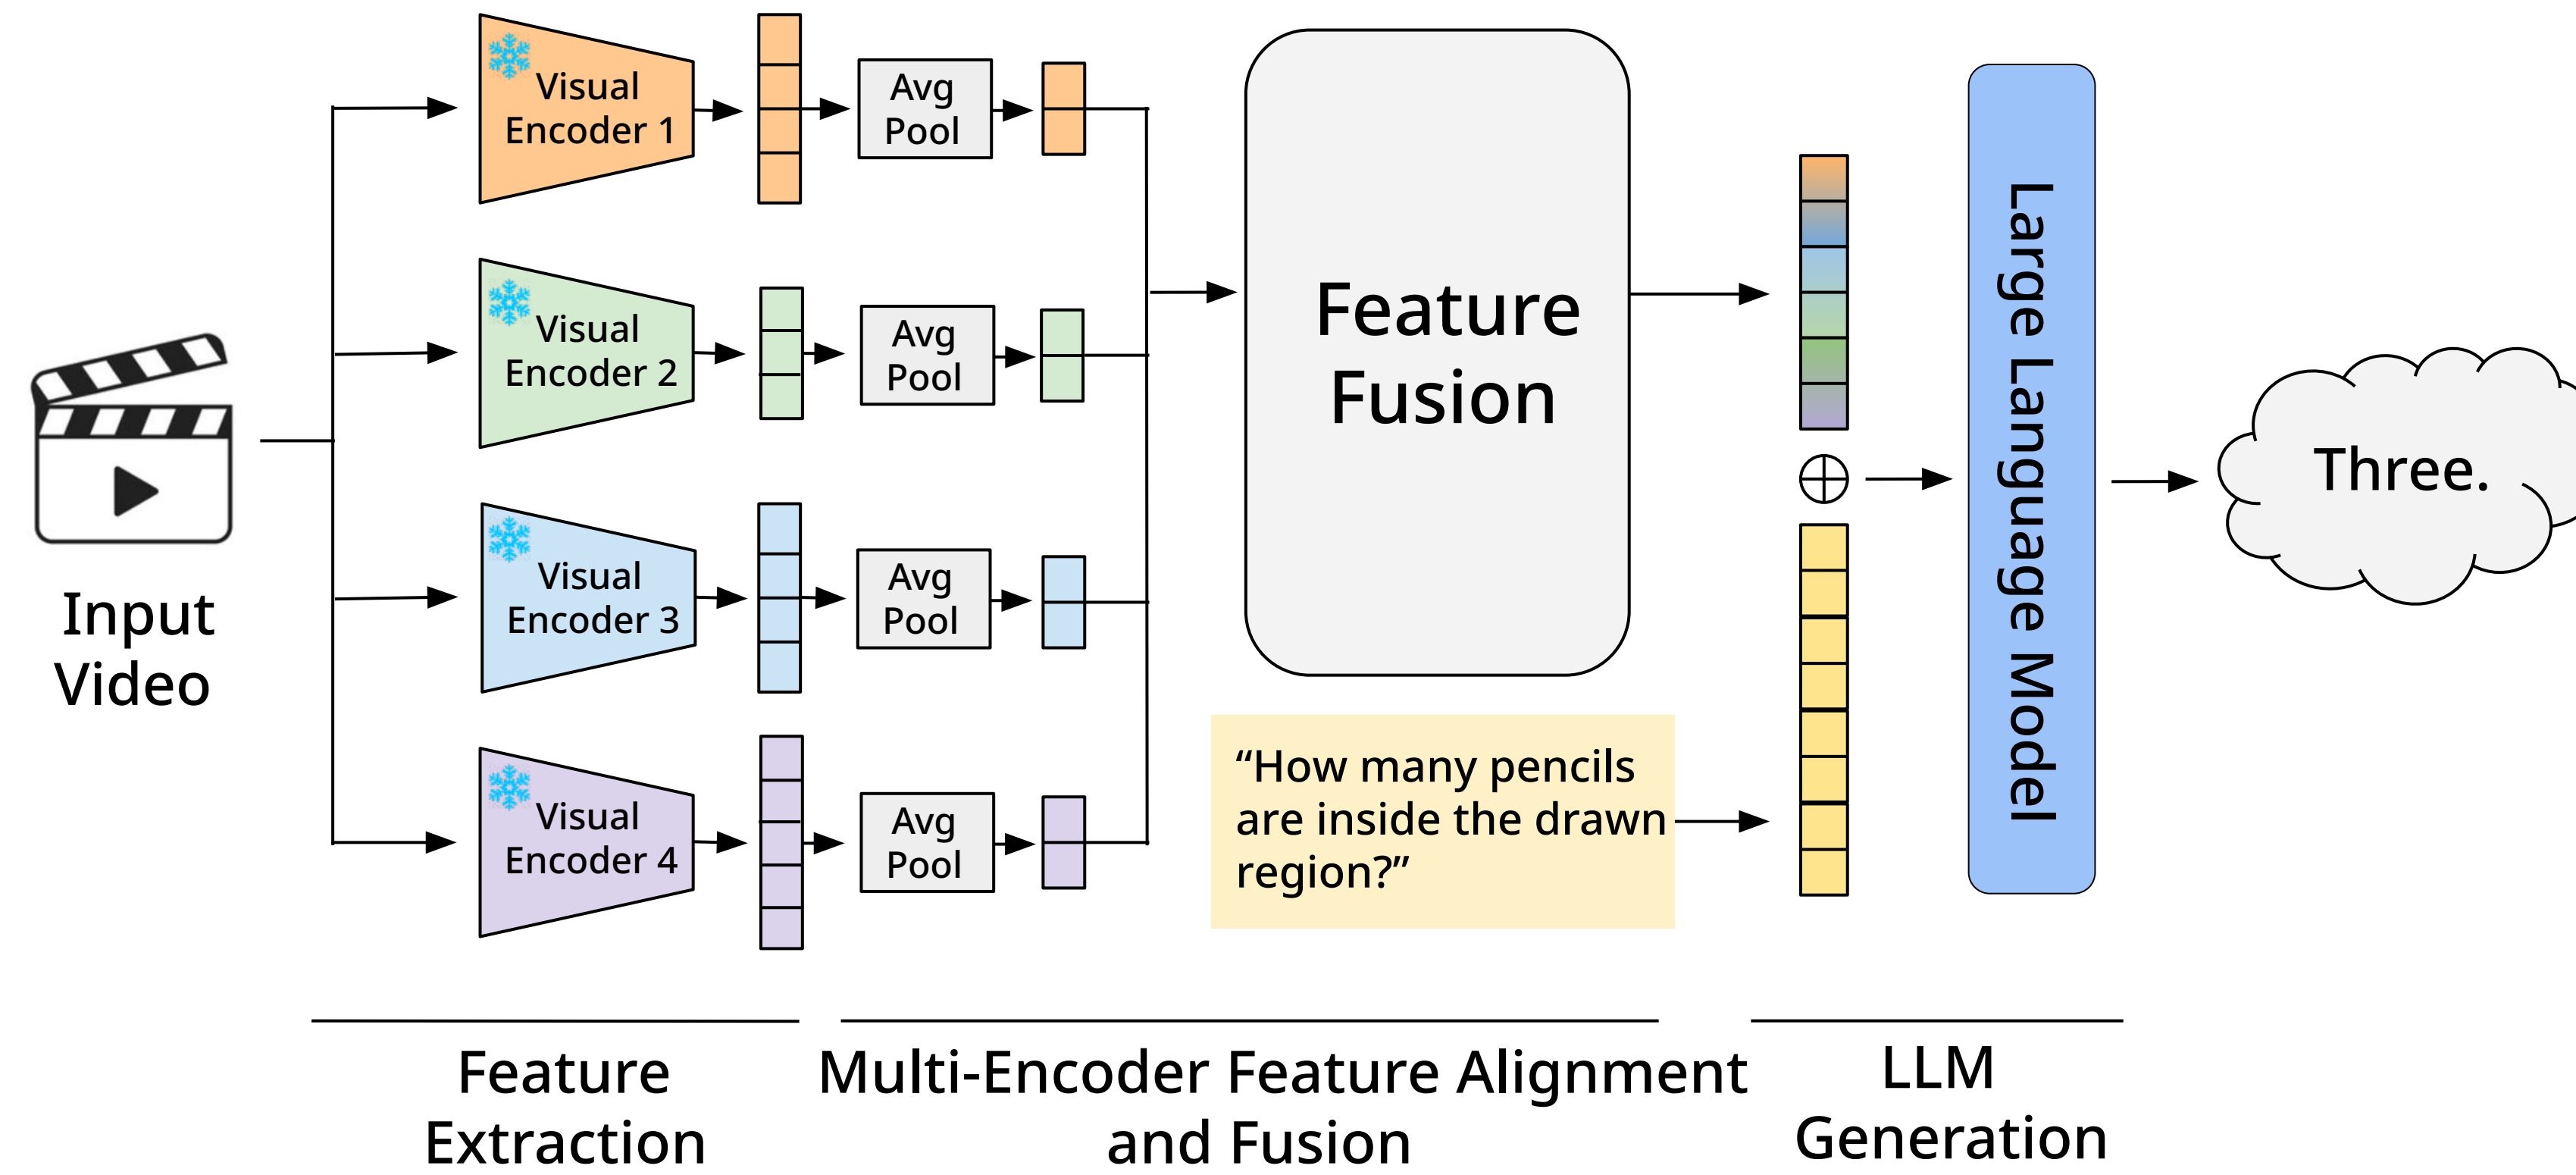 Input
Video
Visual
Encoder 1
Avg
Pool
Visual
Encoder 2
Avg
Pool
Visual
Encoder 3
Avg
Pool
Visual
Encoder 4
Avg
Pool
Feature
Fusion
“How many pencils
are inside the drawn
region?”
Large Language Model
Three.
Feature
Extraction
Multi-Encoder Feature Alignment
and Fusion
LLM
Generation